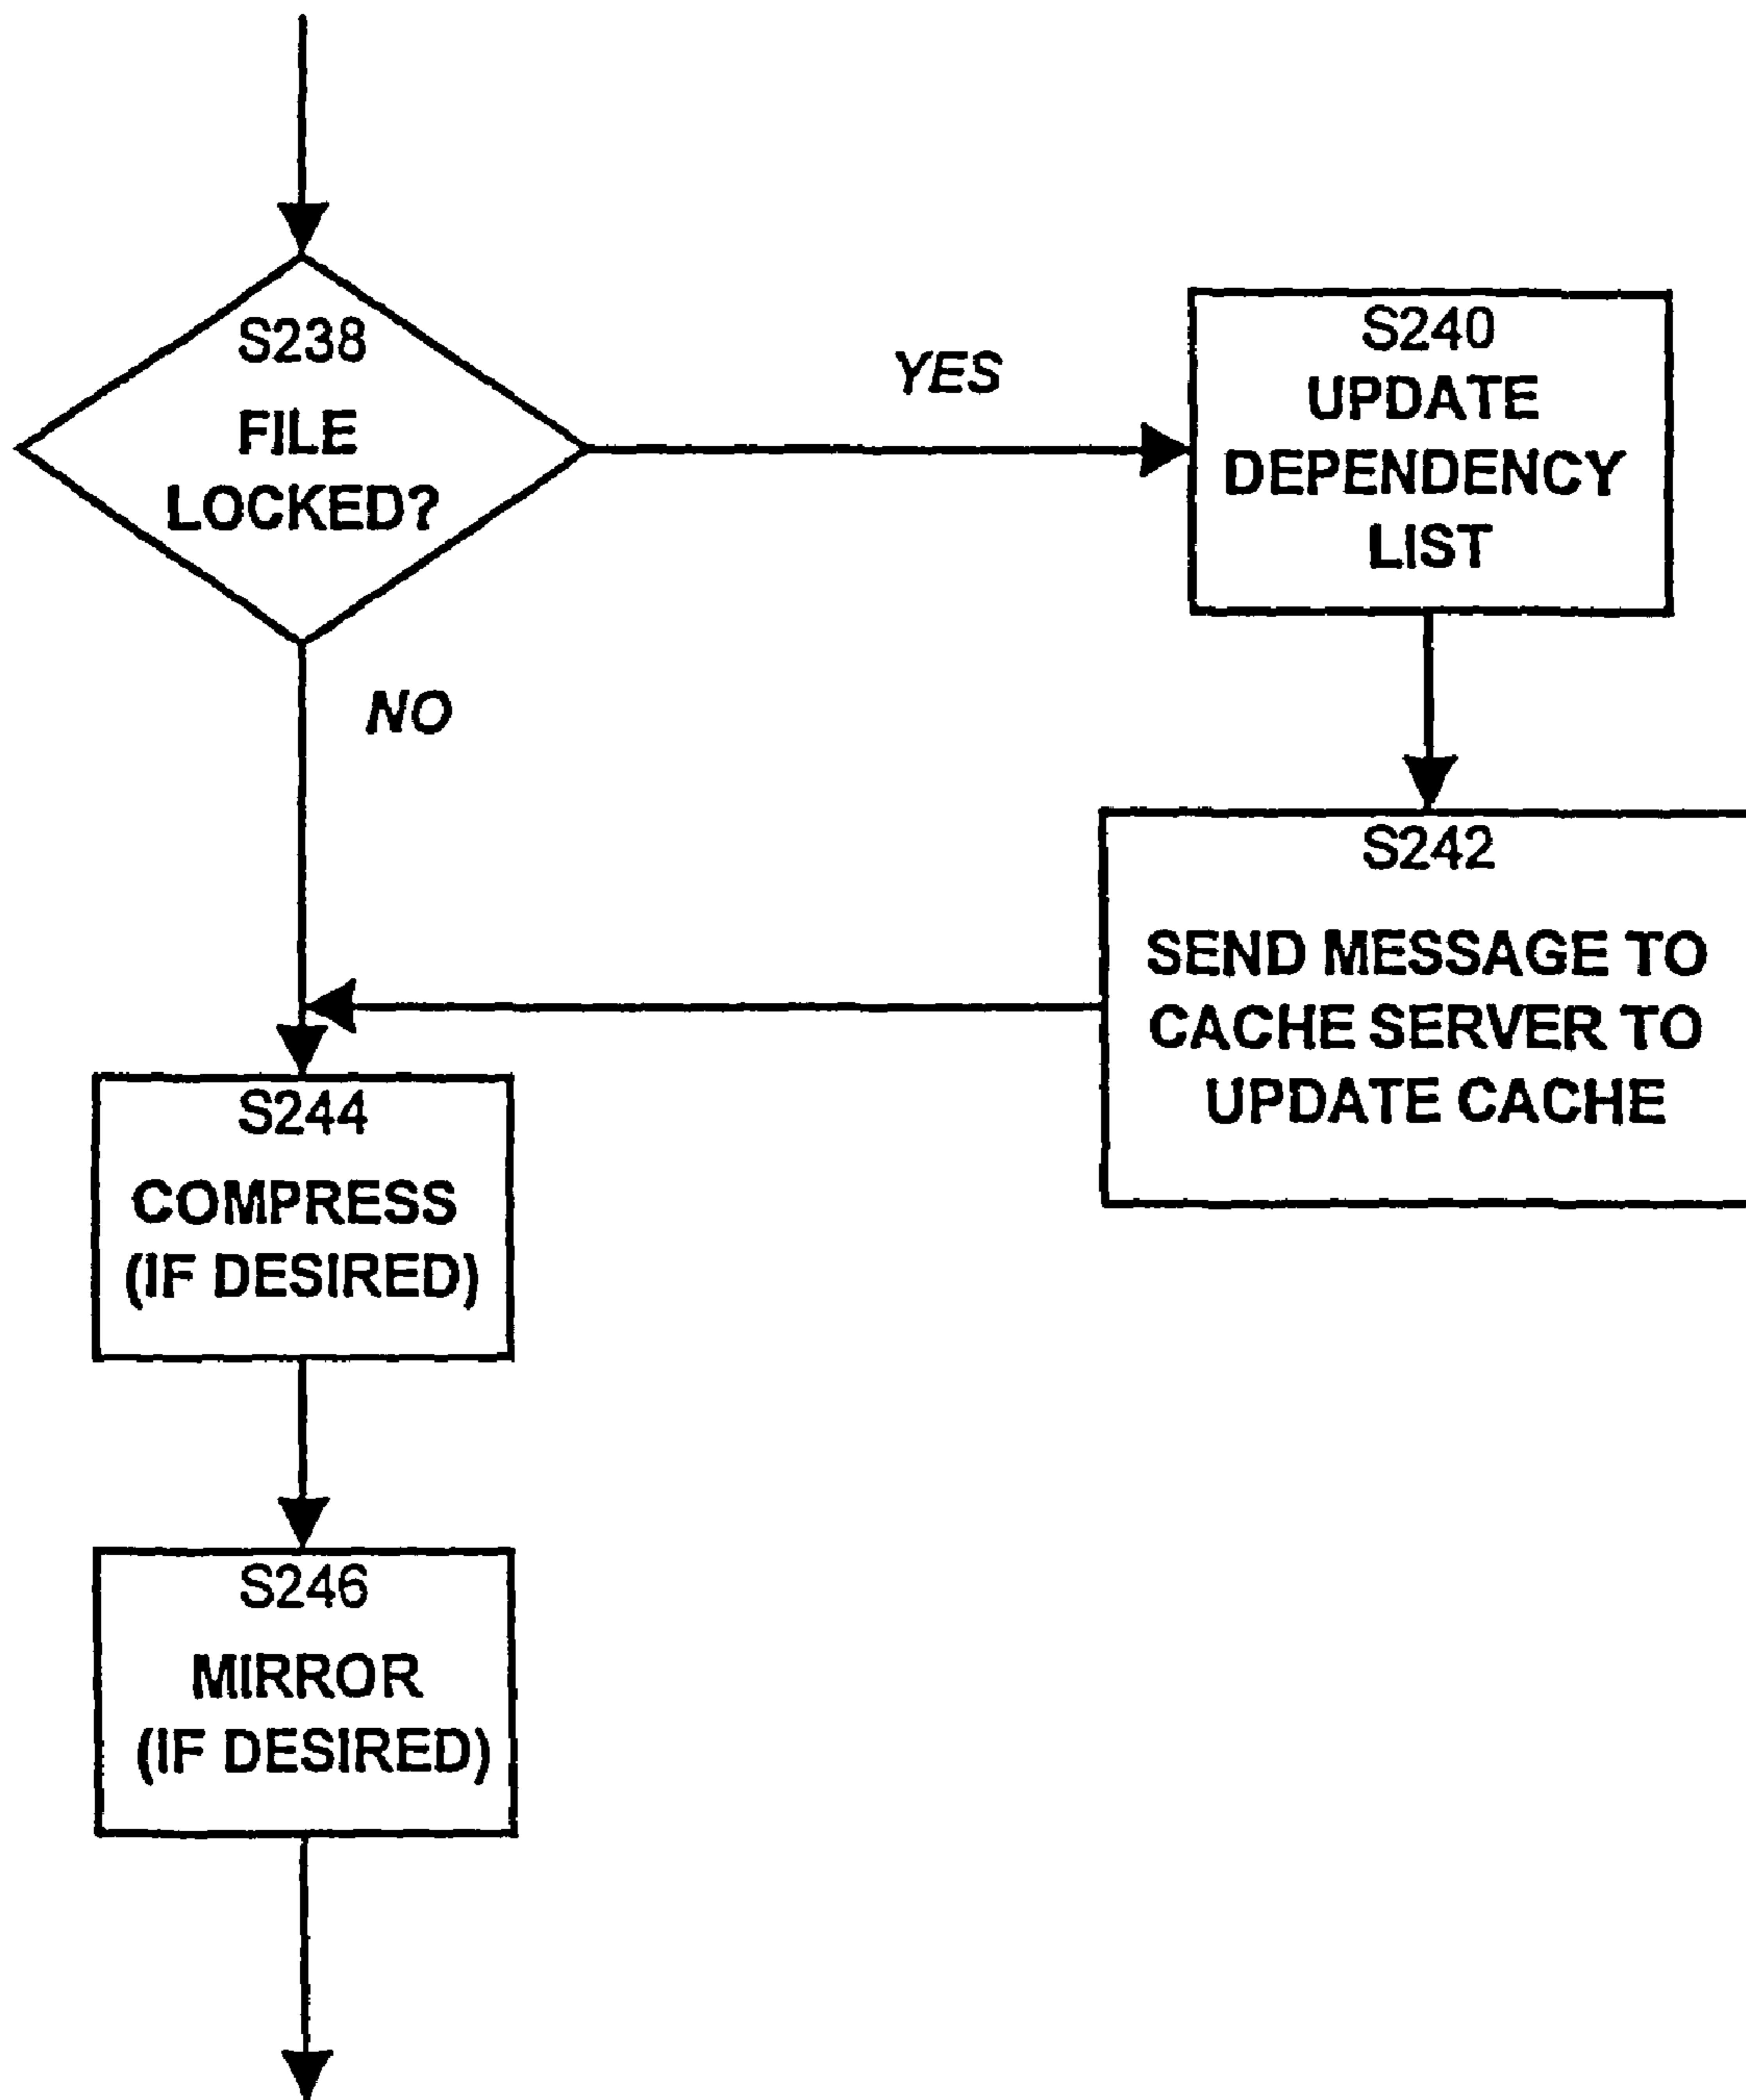 S238
FILE
LOCKED?
YES
S240
UPDATE
DEPENDENCY
LIST
NO
S242
SEND MESSAGE TO
CACHE SERVER TO
UPDATE CACHE
S244
COMPRESS
(IF DESIRED)
S246
MIRROR
(IF DESIRED)